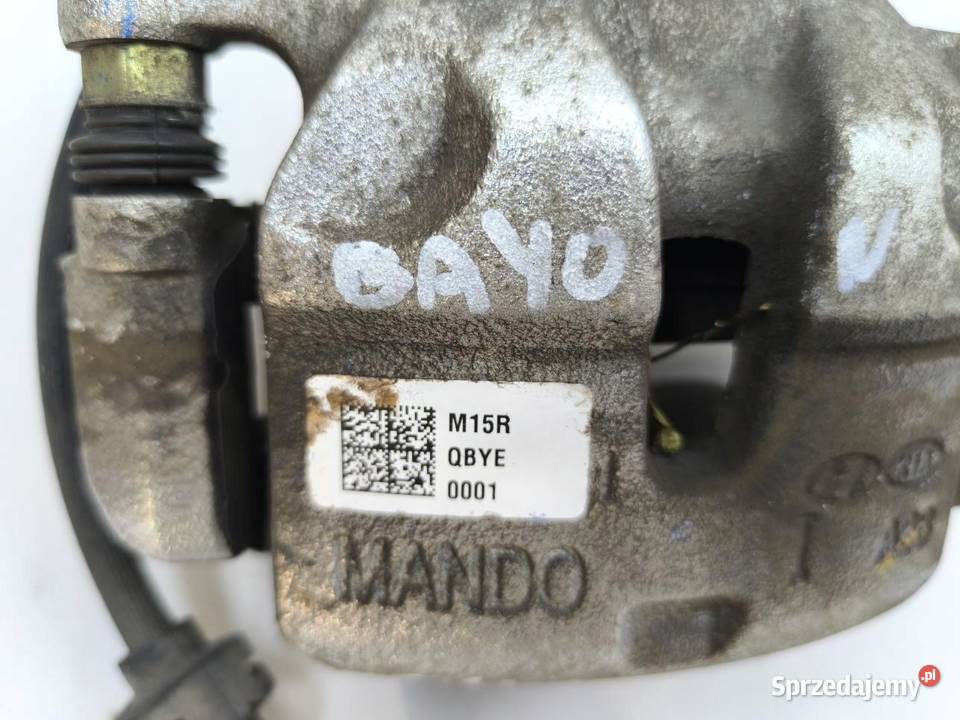 BAYO
V
M15R
QBYE
0001
MANDO
Sprzedajemy.pl